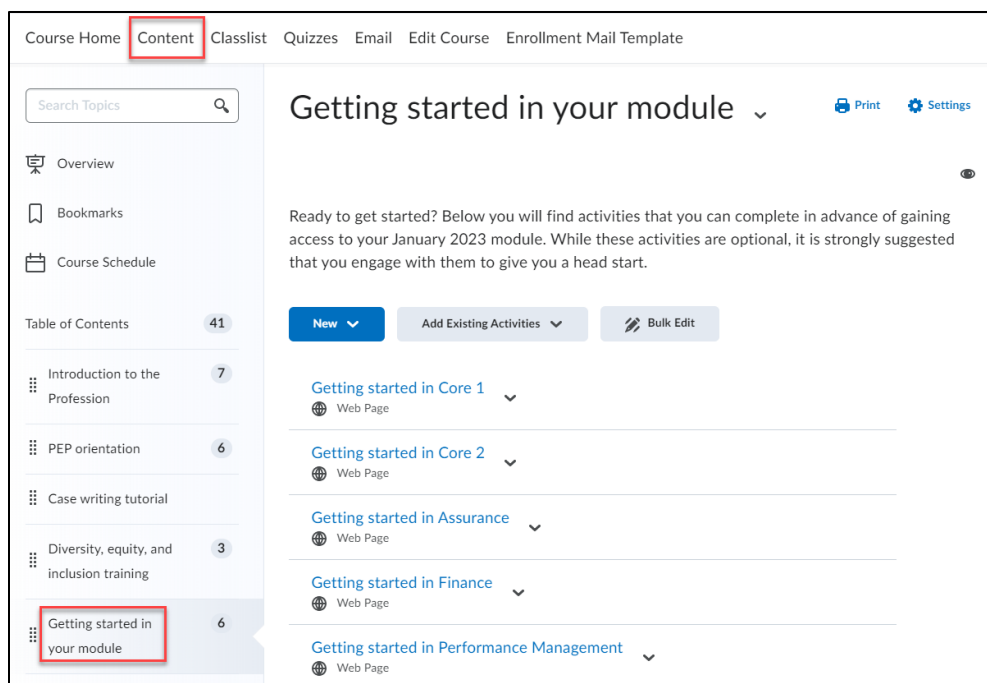 Course Home Content Classlist Quizzes Email Edit Course Enrollment Mail Template
Search Topics
Overview
Bookmarks
Course Schedule
Table of Contents 41
Introduction to the
Profession
7
PEP orientation 6
Case writing tutorial
Diversity, equity, and
inclusion training
3
Getting started in
your module
6
Getting started in your module
Print
Settings
Ready to get started? Below you will find activities that you can complete in advance of gaining
access to your January 2023 module. While these activities are optional, it is strongly suggested
that you engage with them to give you a head start.
New
Add Existing Activities
Bulk Edit
Getting started in Core 1
Web Page
Getting started in Core 2
Web Page
Getting started in Assurance
Web Page
Getting started in Finance
Web Page
Getting started in Performance Management
Web Page